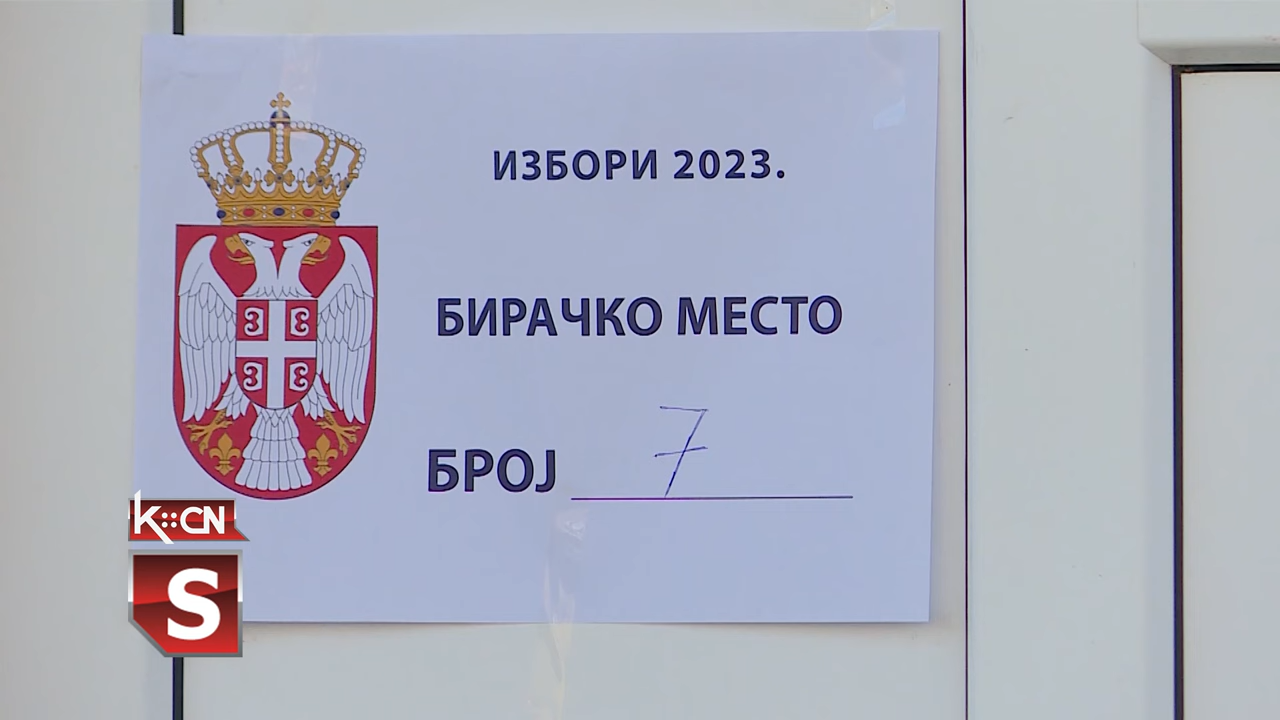 ИЗБОРИ 2023.
БИРАЧКО МЕСТО
БРОЈ 7
K::CN
S